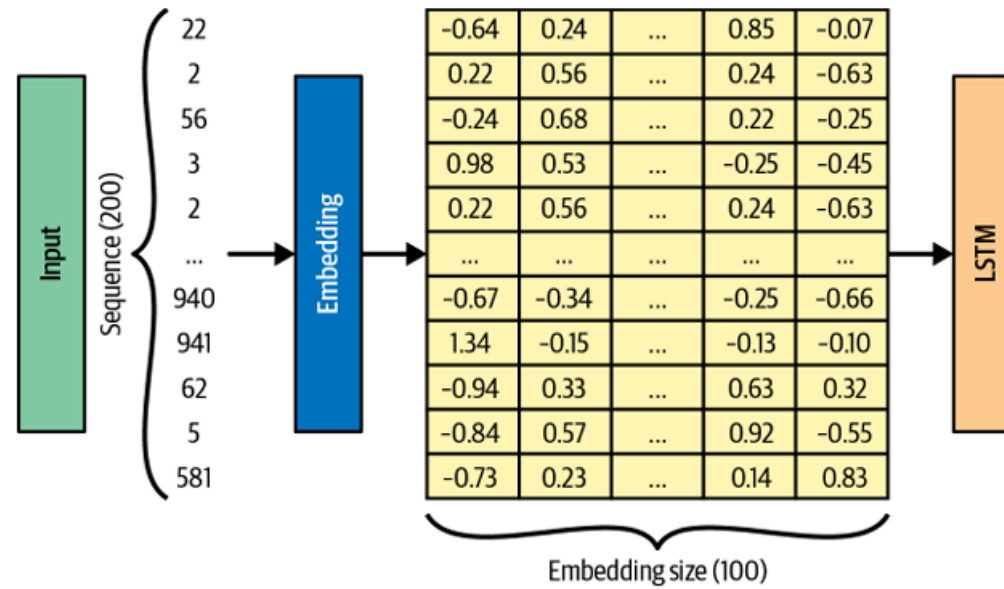 Input
Sequence (200)
22
2
56
3
2
...
940
941
62
5
581
Embedding
−0.64 0.24 ... 0.85 −0.07
0.22 0.56 ... 0.24 −0.63
−0.24 0.68 ... 0.22 −0.25
0.98 0.53 ... −0.25 −0.45
0.22 0.56 ... 0.24 −0.63
... ... ... ... ...
−0.67 −0.34 ... −0.25 −0.66
1.34 −0.15 ... −0.13 −0.10
−0.94 0.33 ... 0.63 0.32
−0.84 0.57 ... 0.92 −0.55
−0.73 0.23 ... 0.14 0.83
Embedding size (100)
LSTM